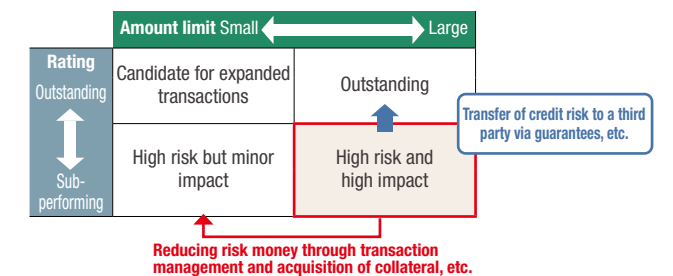 Amount limit Small Large
Rating
Outstanding
Sub-
performing
Candidate for expanded
transactions
Outstanding
High risk but minor
impact
High risk and
high impact
Transfer of credit risk to a third
party via guarantees, etc.
Reducing risk money through transaction
management and acquisition of collateral, etc.